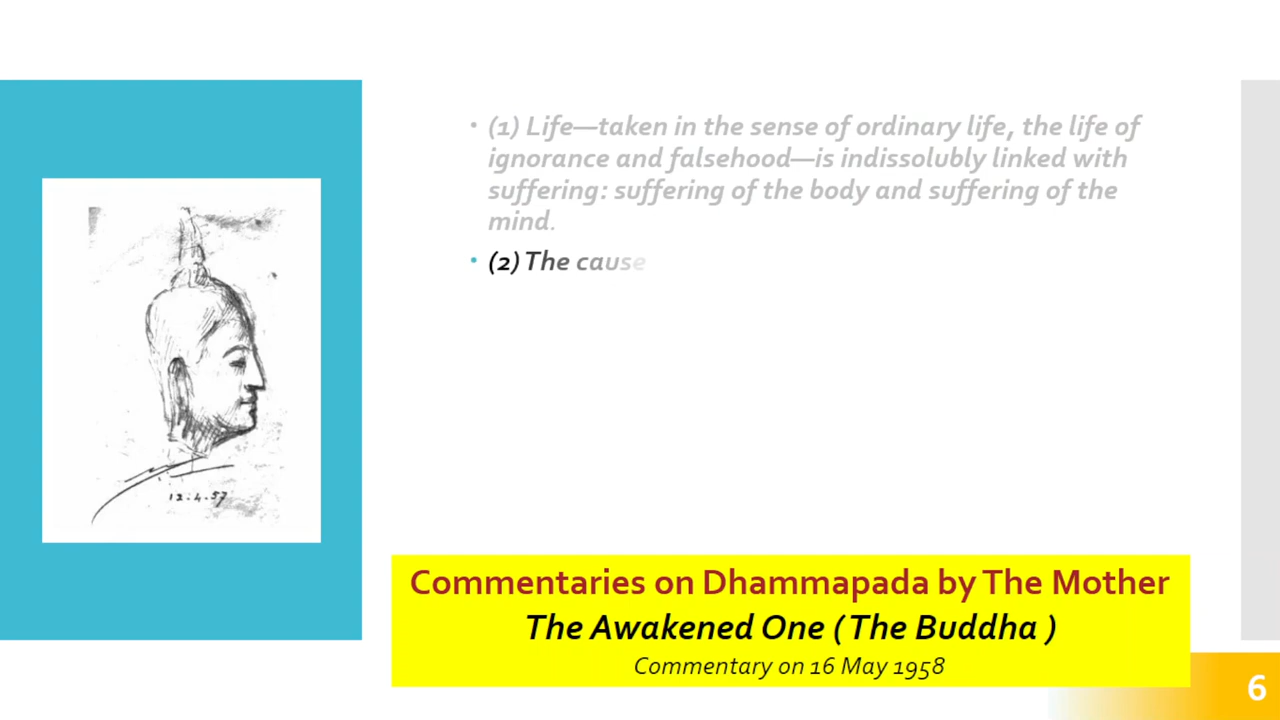 • (1) Life—taken in the sense of ordinary life, the life of
ignorance and falsehood—is indissolubly linked with
suffering: suffering of the body and suffering of the
mind.
• (2) The cause
12.4.57
Commentaries on Dhammapada by The Mother
The Awakened One ( The Buddha )
Commentary on 16 May 1958
6